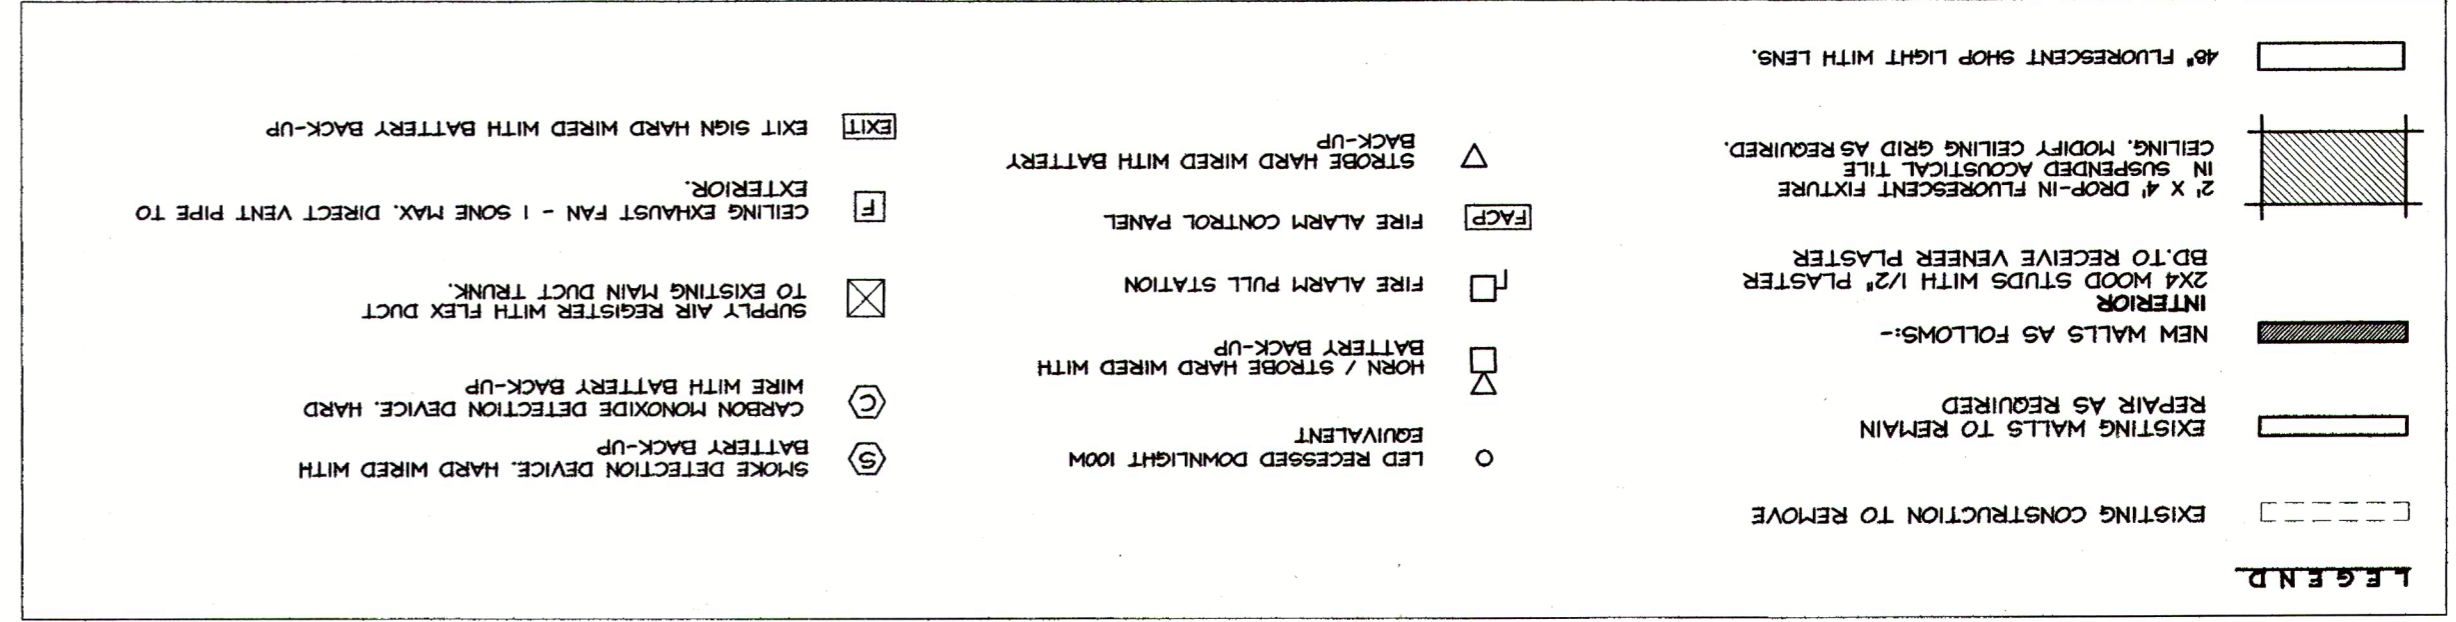 LEGEND
EXISTING CONSTRUCTION TO REMOVE
EXISTING WALLS TO REMAIN
REPAIR AS REQUIRED
NEW WALLS AS FOLLOWS:-
INTERIOR
2X4 WOOD STUDS WITH 1/2" PLASTER
BD.TO RECEIVE VENEER PLASTER
2' X 4' DROP-IN FLUORESCENT FIXTURE
IN SUSPENDED ACOUSTICAL TILE
CEILING. MODIFY CEILING GRID AS REQUIRED.
48" FLUORESCENT SHOP LIGHT WITH LENS.
LED RECESSED DOWNLIGHT 100W
EQUIVALENT
HORN / STROBE HARD WIRED WITH
BATTERY BACK-UP
FIRE ALARM PULL STATION
FACP FIRE ALARM CONTROL PANEL
STROBE HARD WIRED WITH BATTERY
BACK-UP
S SMOKE DETECTION DEVICE. HARD WIRED WITH
BATTERY BACK-UP
C CARBON MONOXIDE DETECTION DEVICE. HARD
WIRE WITH BATTERY BACK-UP
SUPPLY AIR REGISTER WITH FLEX DUCT
TO EXISTING MAIN DUCT TRUNK.
F CEILING EXHAUST FAN - 1 SONE MAX. DIRECT VENT PIPE TO
EXTERIOR.
EXIT EXIT SIGN HARD WIRED WITH BATTERY BACK-UP